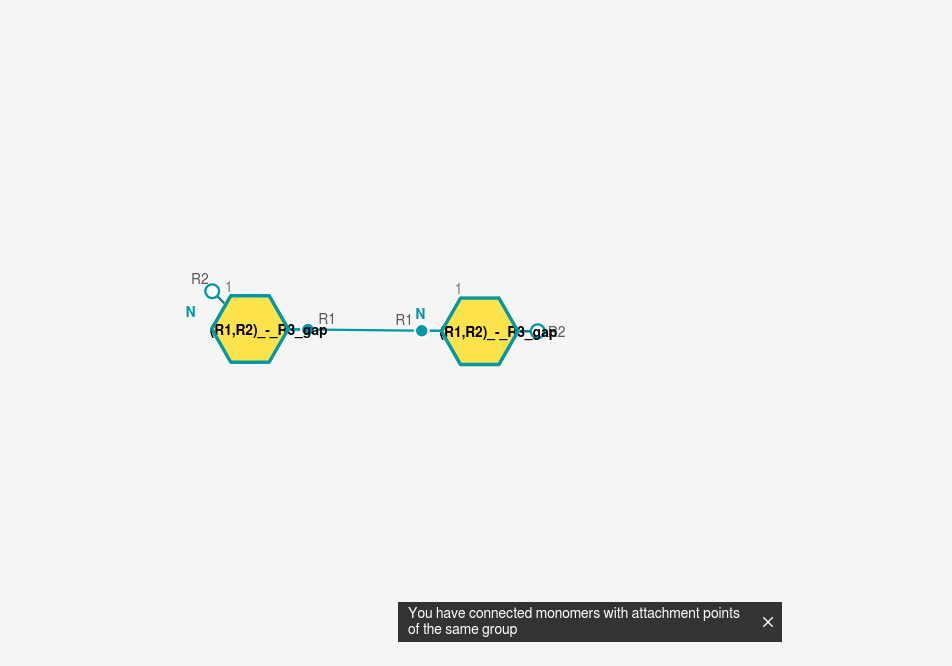 R2
1
N
(R1,R2)_-_R3_gap
R1
R1
N
1
(R1,R2)_-_R3_gap
R2
You have connected monomers with attachment points
of the same group